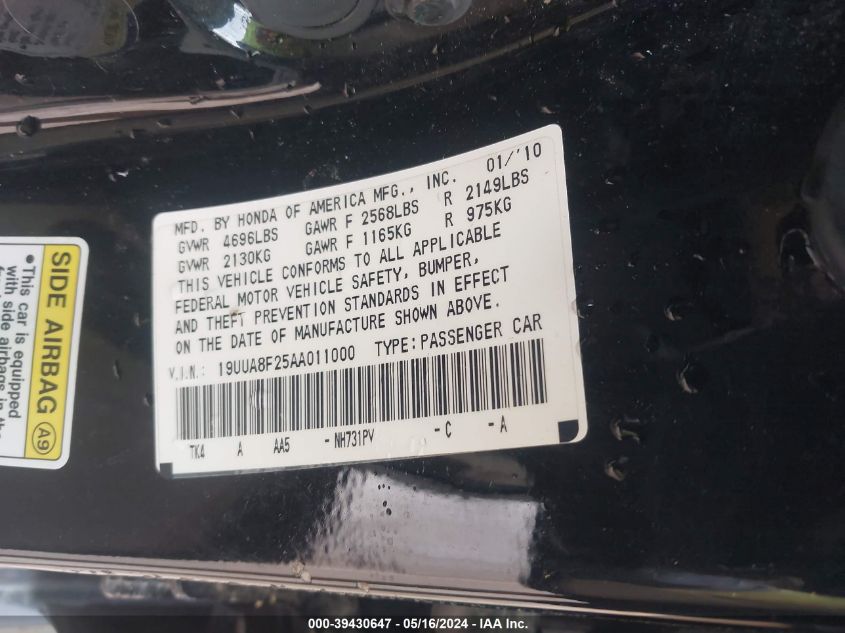 MFD. BY HONDA OF AMERICA MFG., INC. 01/'10
GVWR 4696LBS GAWR F 2568LBS R 2149LBS
GVWR 2130KG GAWR F 1165KG R 975KG
THIS VEHICLE CONFORMS TO ALL APPLICABLE
FEDERAL MOTOR VEHICLE SAFETY, BUMPER,
AND THEFT PREVENTION STANDARDS IN EFFECT
ON THE DATE OF MANUFACTURE SHOWN ABOVE.
V.I.N.: 19UUA8F25AA011000 TYPE: PASSENGER CAR
TK4 A AA5 - NH731PV - C - A
SIDE AIRBAG A9
• This car is equipped
with side airbags in the
000-39430647 — 05/16/2024 — IAA Inc.